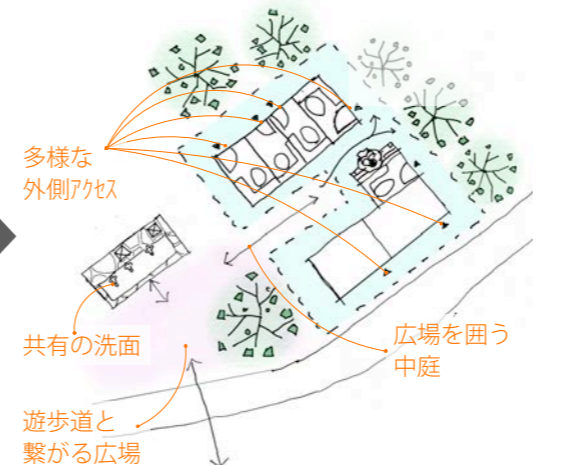 多様な
外側アクセス
共有の洗面
広場を囲う
中庭
遊歩道と
繋がる広場